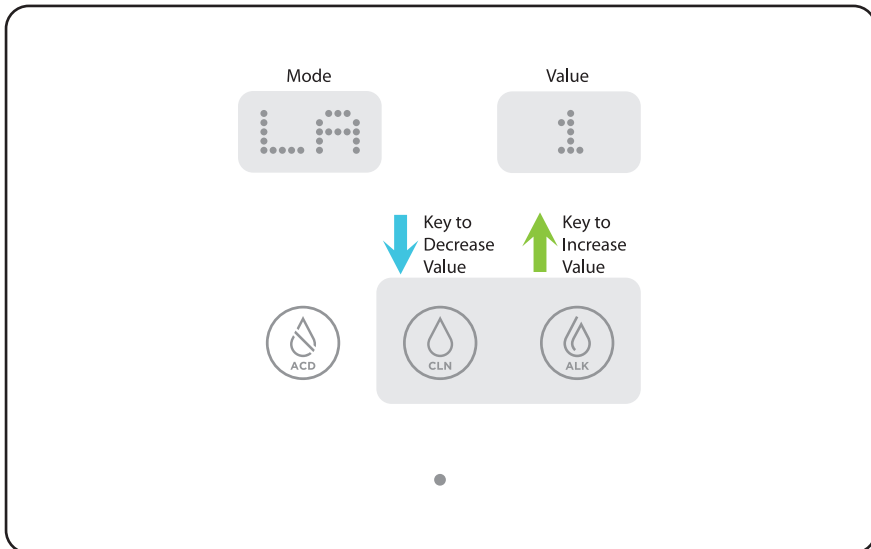 Mode
Value
LA
1
Key to
Decrease
Value
Key to
Increase
Value
ACD
CLN
ALK